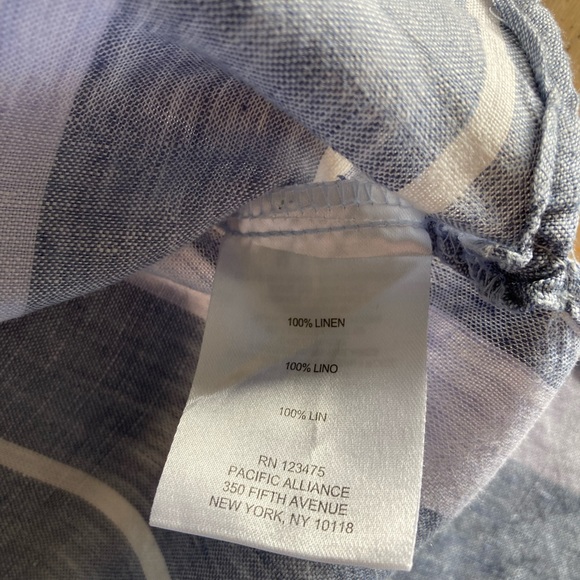 100% LINEN
100% LINO
100% LIN
RN 123475
PACIFIC ALLIANCE
350 FIFTH AVENUE
NEW YORK, NY 10118